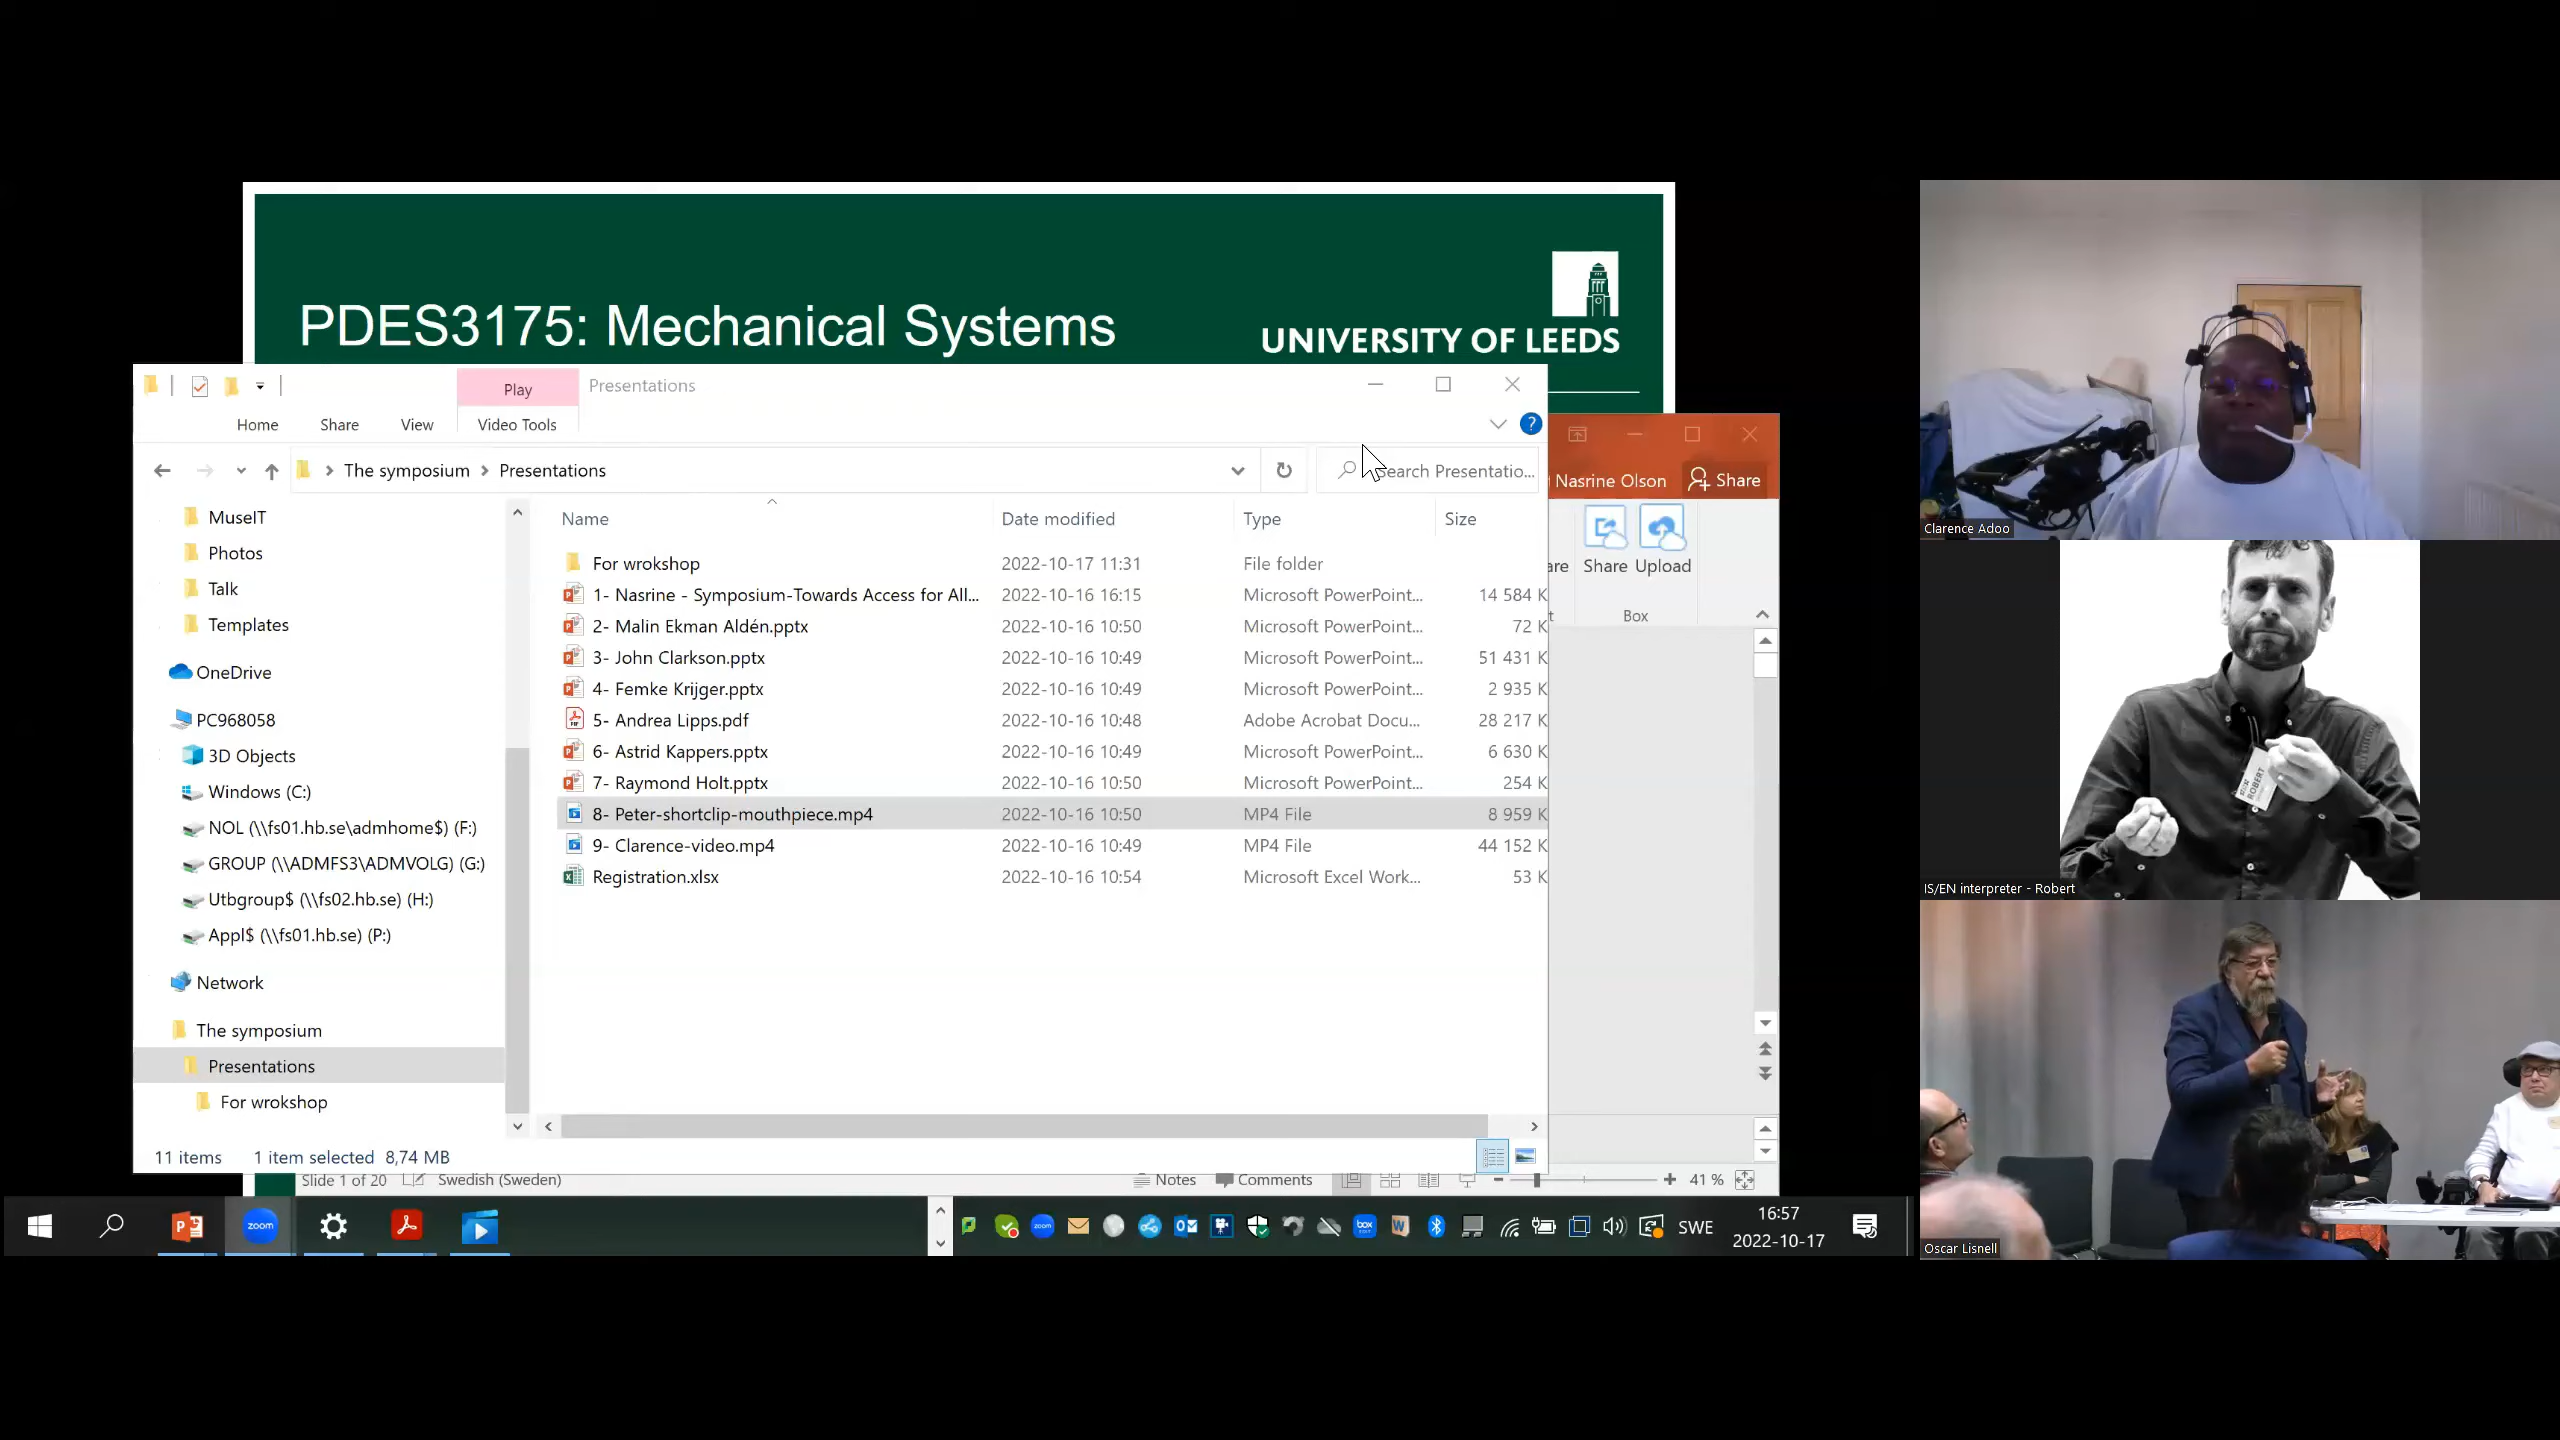 PDES3175: Mechanical Systems
UNIVERSITY OF LEEDS
Play
Presentations
Home
Share
View
Video Tools
The symposium
Presentations
Search Presentatio...
Nasrine Olson
Share
Share
Upload
Box
MuseIT
Photos
Talk
Templates
OneDrive
PC968058
3D Objects
Windows (C:)
NOL (\\fs01.hb.se\admhome$) (F:)
GROUP (\\ADMFS3\ADMVOLG) (G:)
Utbgroup$ (\\fs02.hb.se) (H:)
Appl$ (\\fs01.hb.se) (P:)
Network
The symposium
Presentations
For wrokshop
Name Date modified Type Size
For wrokshop 2022-10-17 11:31 File folder
1- Nasrine - Symposium-Towards Access for All... 2022-10-16 16:15 Microsoft PowerPoint... 14 584 K
2- Malin Ekman Aldén.pptx 2022-10-16 10:50 Microsoft PowerPoint... 72 K
3- John Clarkson.pptx 2022-10-16 10:49 Microsoft PowerPoint... 51 431 K
4- Femke Krijger.pptx 2022-10-16 10:49 Microsoft PowerPoint... 2 935 K
5- Andrea Lipps.pdf 2022-10-16 10:48 Adobe Acrobat Docu... 28 217 K
6- Astrid Kappers.pptx 2022-10-16 10:49 Microsoft PowerPoint... 6 630 K
7- Raymond Holt.pptx 2022-10-16 10:50 Microsoft PowerPoint... 254 K
8- Peter-shortclip-mouthpiece.mp4 2022-10-16 10:50 MP4 File 8 959 K
9- Clarence-video.mp4 2022-10-16 10:49 MP4 File 44 152 K
Registration.xlsx 2022-10-16 10:54 Microsoft Excel Work... 53 K
11 items 1 item selected 8,74 MB
Slide 1 of 20 Swedish (Sweden) Notes Comments 41 %
zoom
SWE
16:57
2022-10-17
Clarence Adoo
ROBERT
IS/EN interpreter - Robert
Oscar Lisnell